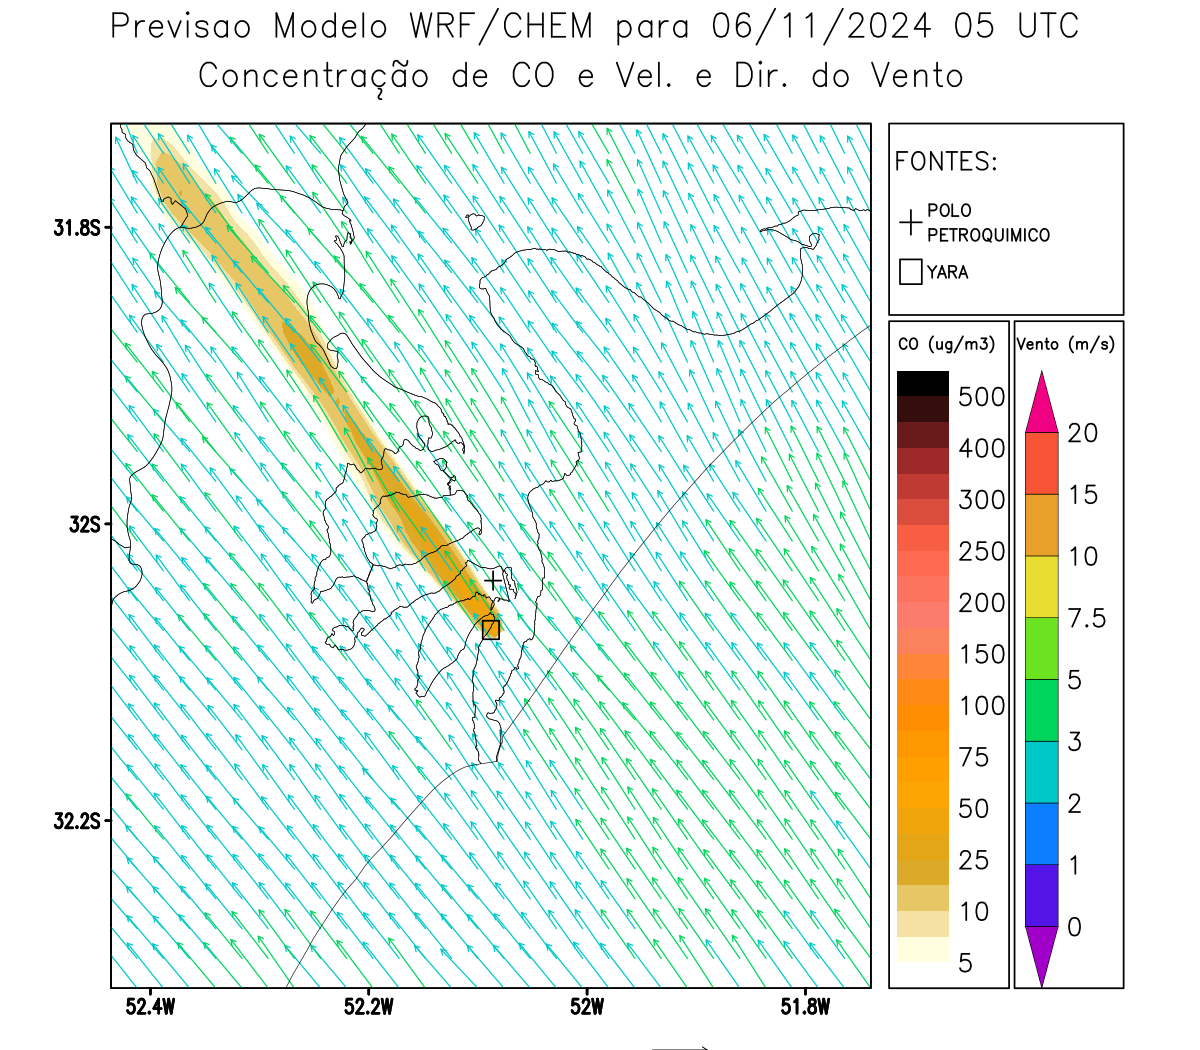 Previsao Modelo WRF/CHEM para 06/11/2024 05 UTC
Concentração de CO e Vel. e Dir. do Vento
FONTES:
POLO
PETROQUIMICO
YARA
CO (ug/m3)
500
400
300
250
200
150
100
75
50
25
10
5
Vento (m/s)
20
15
10
7.5
5
3
2
1
0
31.8S
32S
32.2S
52.4W
52.2W
52W
51.8W